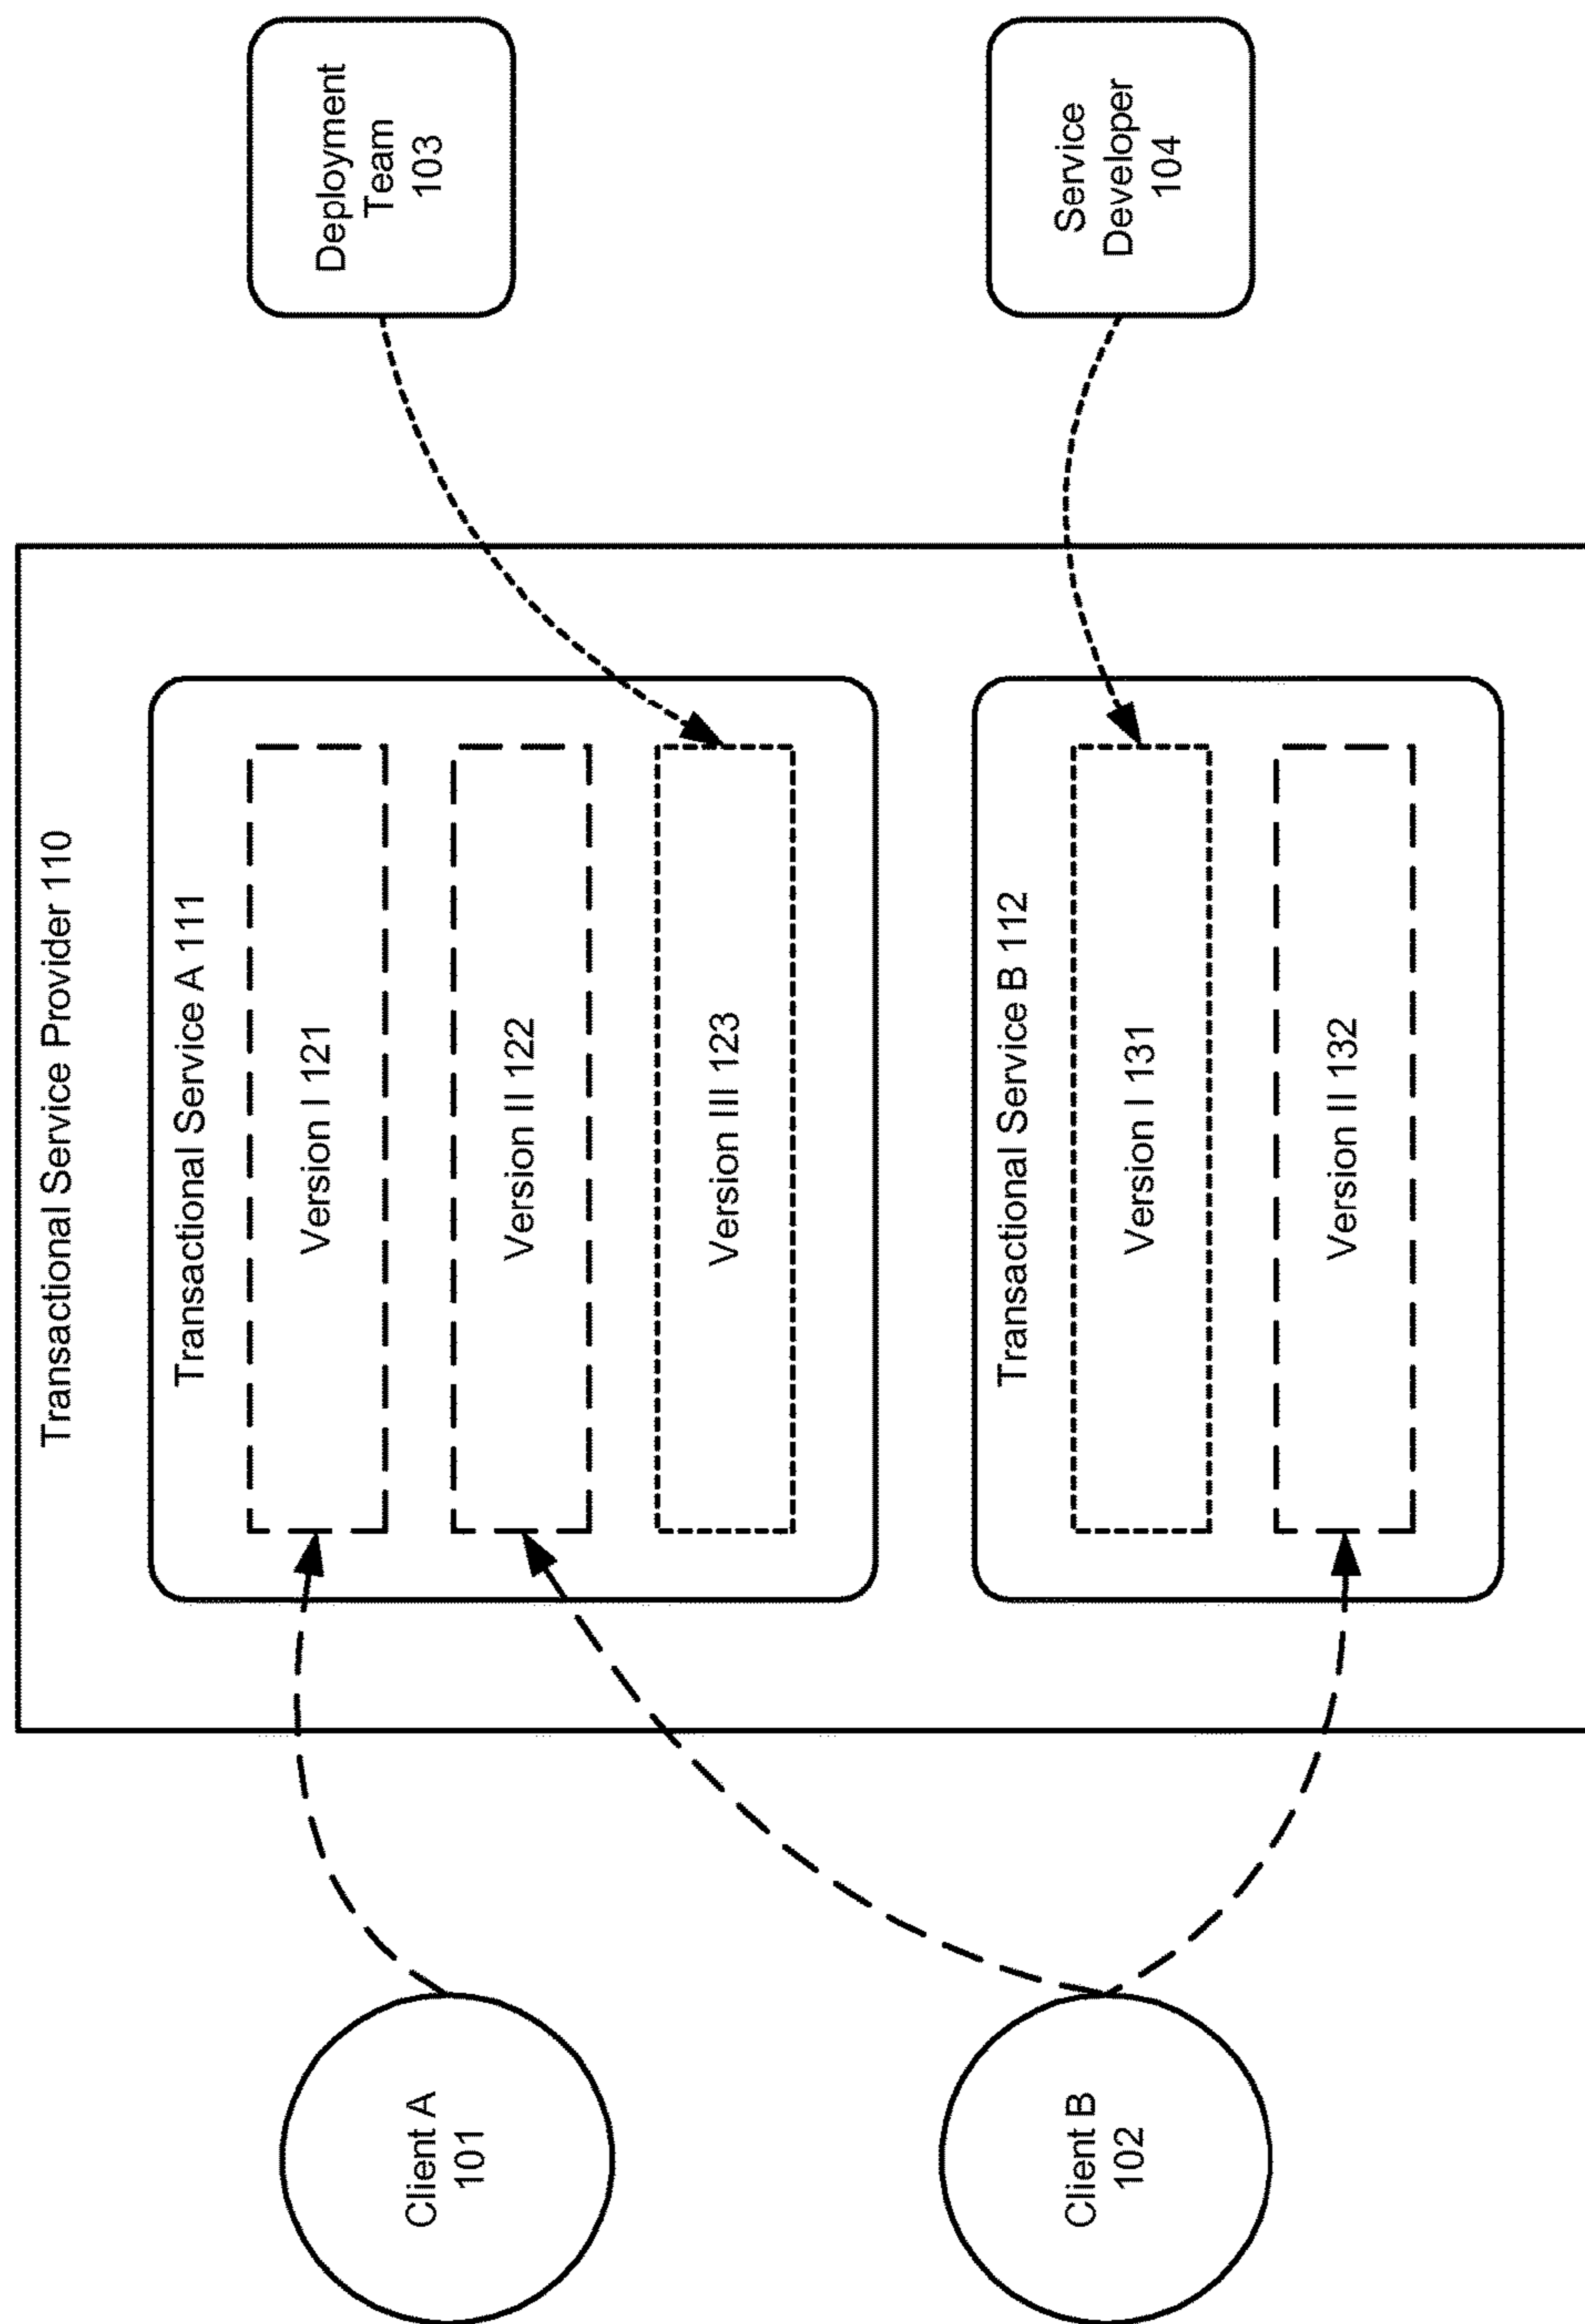 Transactional Service Provider 110
Transactional Service A 111
Version I 121
Version II 122
Version III 123
Transactional Service B 112
Version I 131
Version II 132
Client A
101
Client B
102
Deployment
Team
103
Service
Developer
104